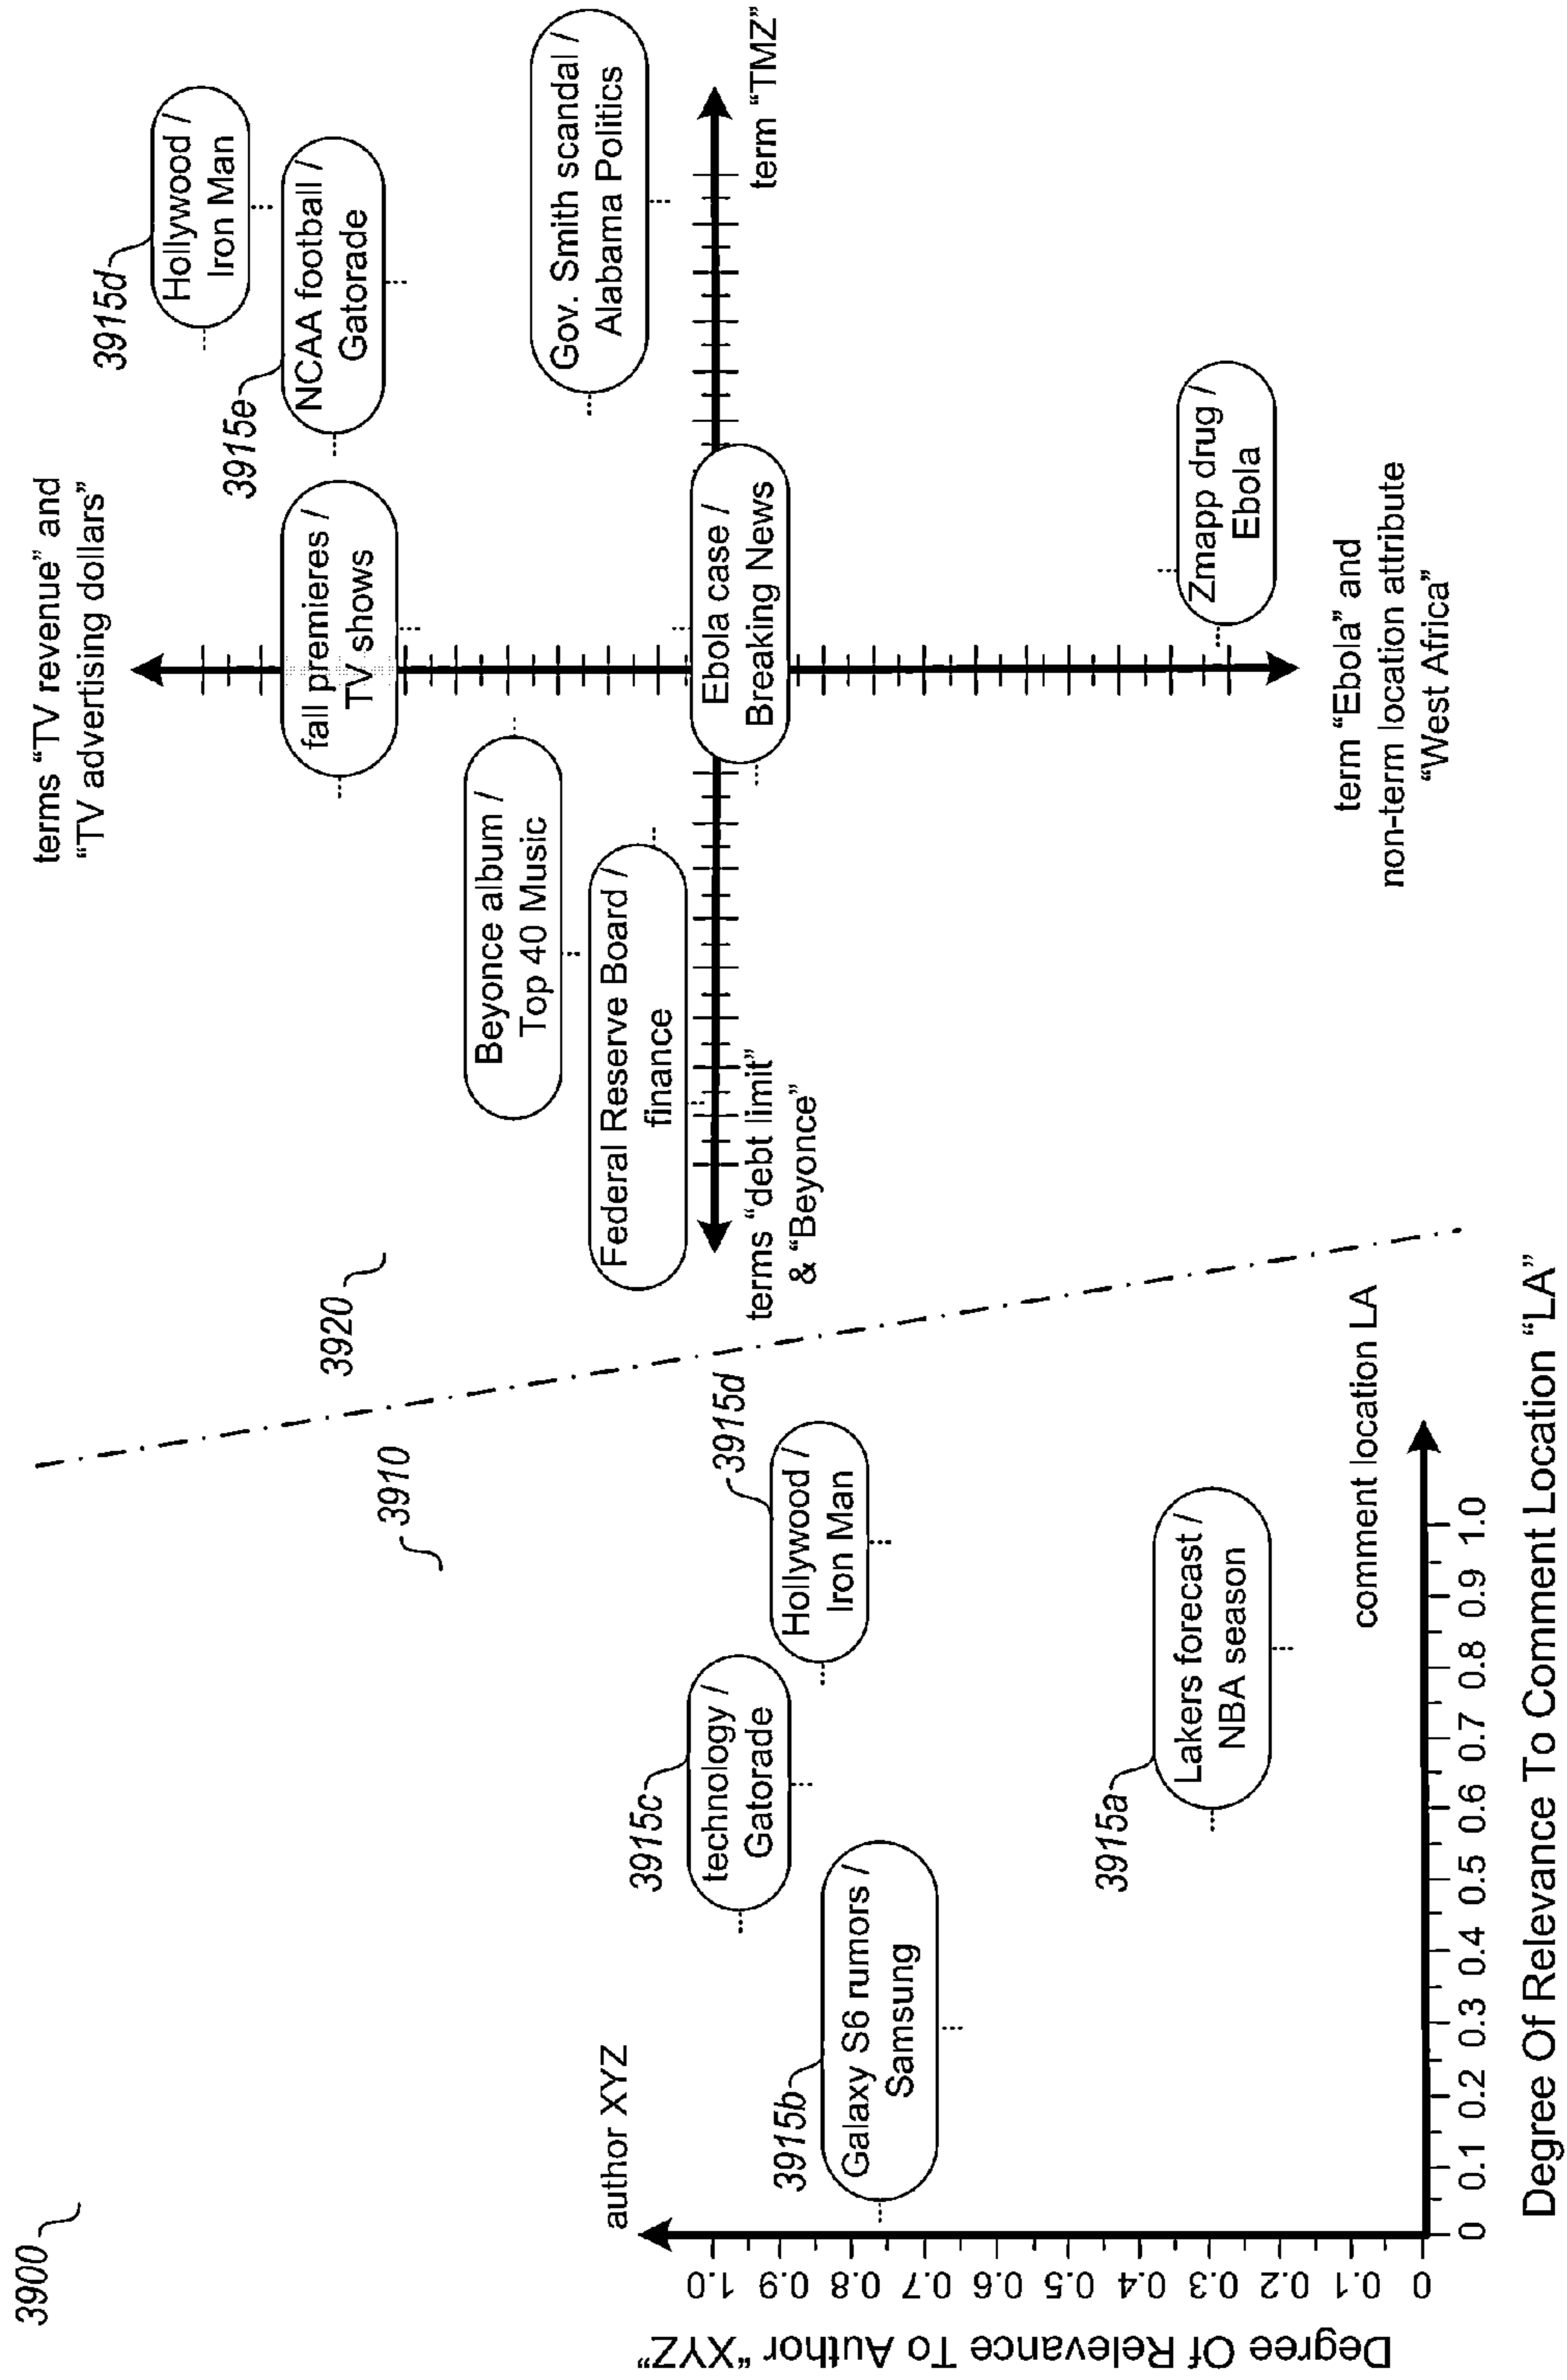 3900
3910
3920
author XYZ
Degree Of Relevance To Author “XYZ”
1.0
0.9
0.8
0.7
0.6
0.5
0.4
0.3
0.2
0.1
0
3915b
Galaxy S6 rumors /
Samsung
3915c
technology /
Gatorade
3915d
Hollywood /
Iron Man
3915a
Lakers forecast /
NBA season
comment location LA
0 0.1 0.2 0.3 0.4 0.5 0.6 0.7 0.8 0.9 1.0
Degree Of Relevance To Comment Location “LA”
terms “TV revenue” and
“TV advertising dollars”
3915d
Hollywood /
Iron Man
3915e
NCAA football /
Gatorade
fall premieres /
TV shows
Beyonce album /
Top 40 Music
Gov. Smith scandal /
Alabama Politics
Federal Reserve Board /
finance
Ebola case /
Breaking News
terms “debt limit”
& “Beyonce”
term “TMZ”
Zmapp drug /
Ebola
term “Ebola” and
non-term location attribute
“West Africa”